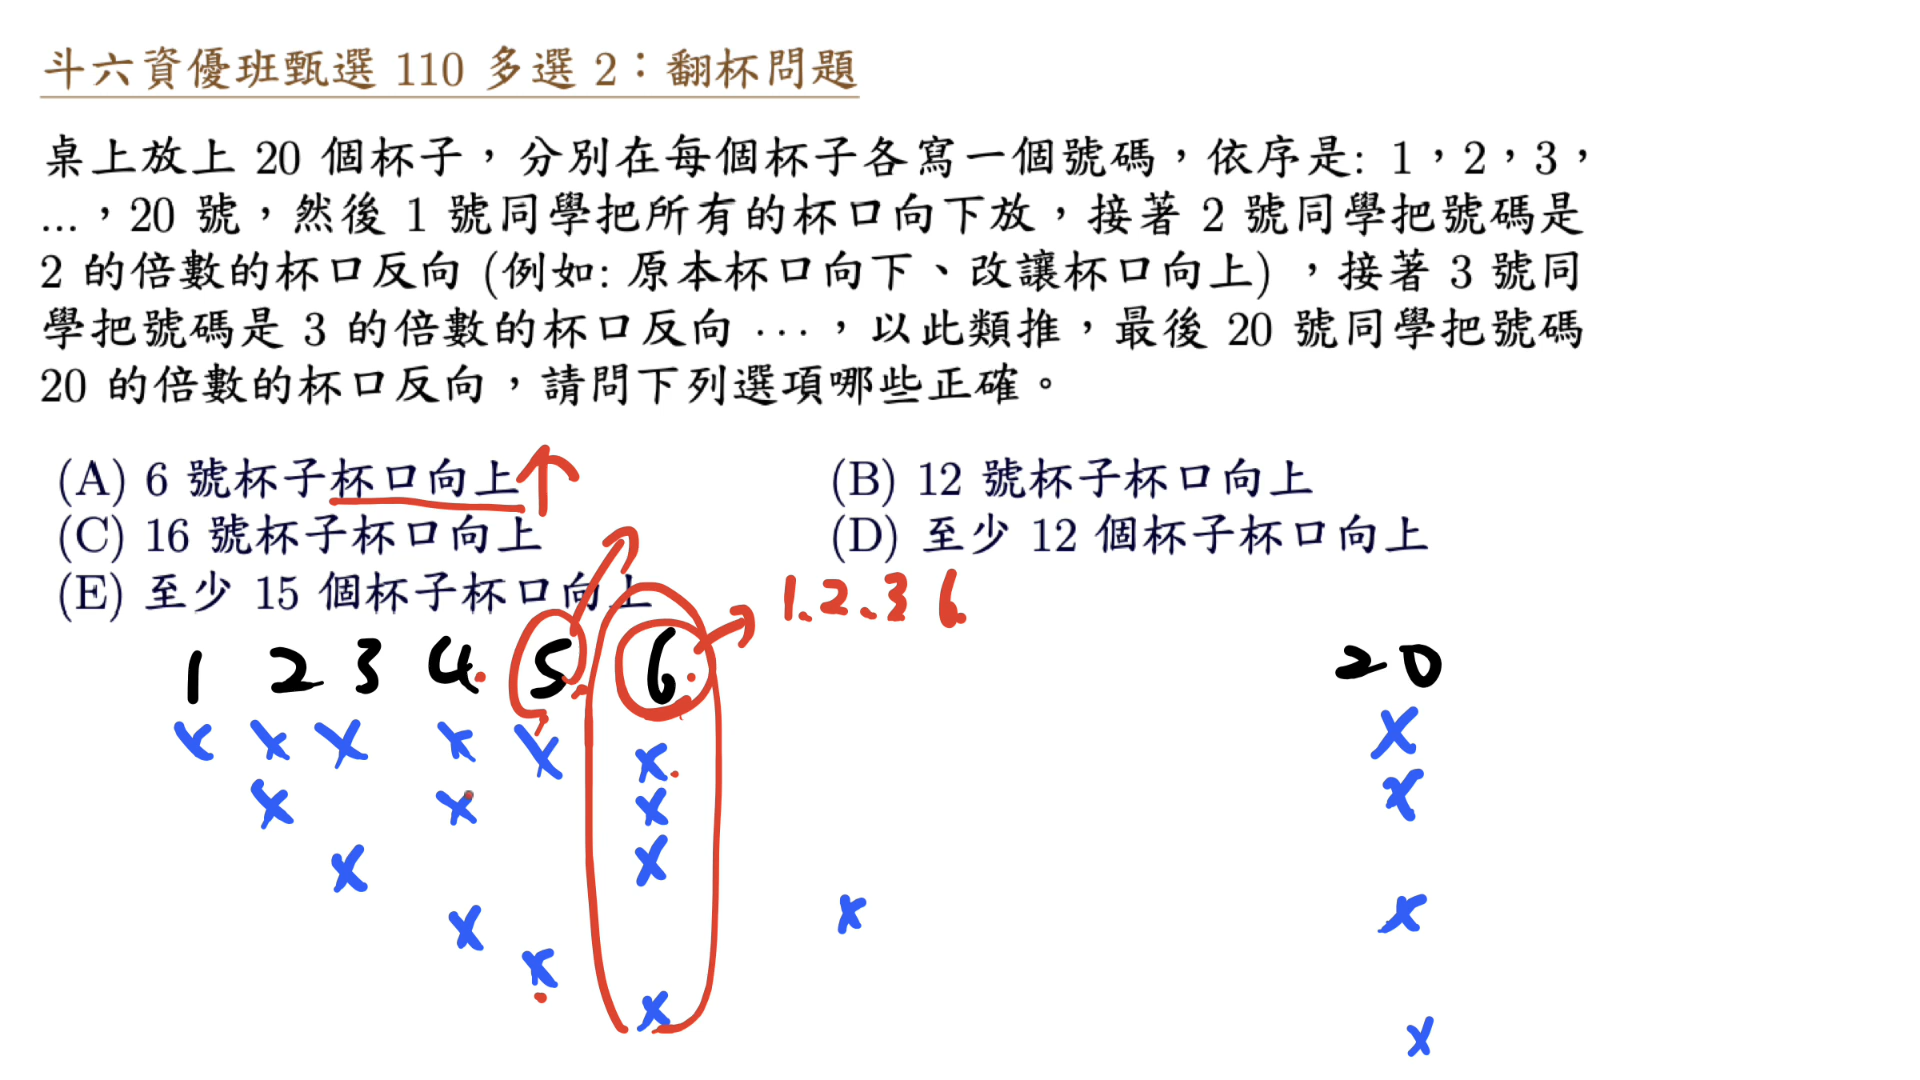 斗六資優班甄選 110 多選 2：翻杯問題
桌上放上 20 個杯子，分別在每個杯子各寫一個號碼，依序是: 1，2，3，
...，20 號，然後 1 號同學把所有的杯口向下放，接著 2 號同學把號碼是
2 的倍數的杯口反向 (例如: 原本杯口向下、改讓杯口向上) ，接著 3 號同
學把號碼是 3 的倍數的杯口反向 ⋯，以此類推，最後 20 號同學把號碼
20 的倍數的杯口反向，請問下列選項哪些正確。
(A) 6 號杯子杯口向上 (B) 12 號杯子杯口向上
(C) 16 號杯子杯口向上 (D) 至少 12 個杯子杯口向上
(E) 至少 15 個杯子杯口向上
1.2.3 6.
1 2 3 4. 5. 6. 20
x x x x x x x
x x x x
x x
x x x
x
x x